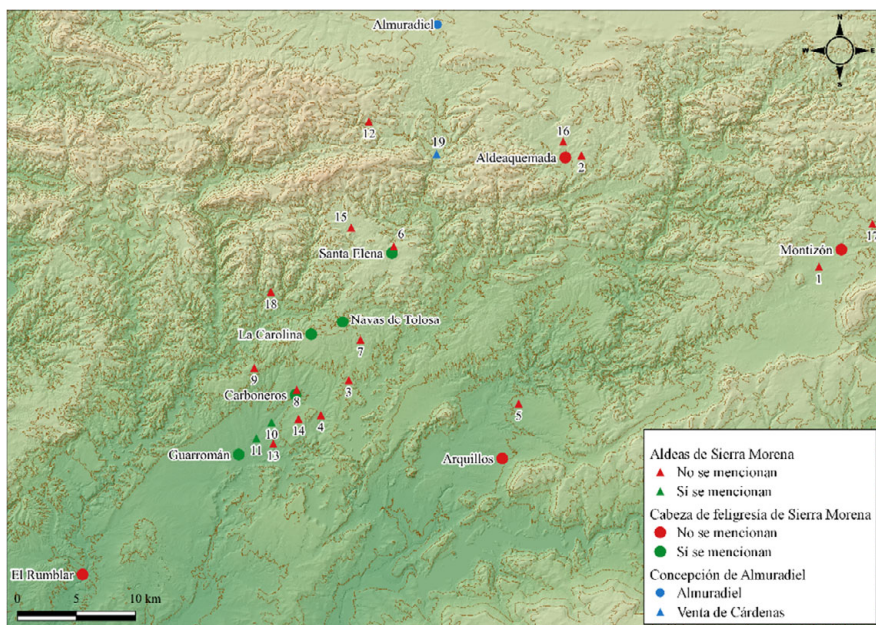 Almuradiel
N
W
E
S
12
19
16
Aldeaquemada
2
15
6
Santa Elena
17
Montizón
1
18
Navas de Tolosa
La Carolina
7
9
3
Carboneros
8
5
10
14
4
11
13
Guarromán
Arquillos
El Rumblar
0 5 10 km
Aldeas de Sierra Morena
No se mencionan
Sí se mencionan
Cabeza de feligresía de Sierra Morena
No se mencionan
Sí se mencionan
Concepción de Almuradiel
Almuradiel
Venta de Cárdenas